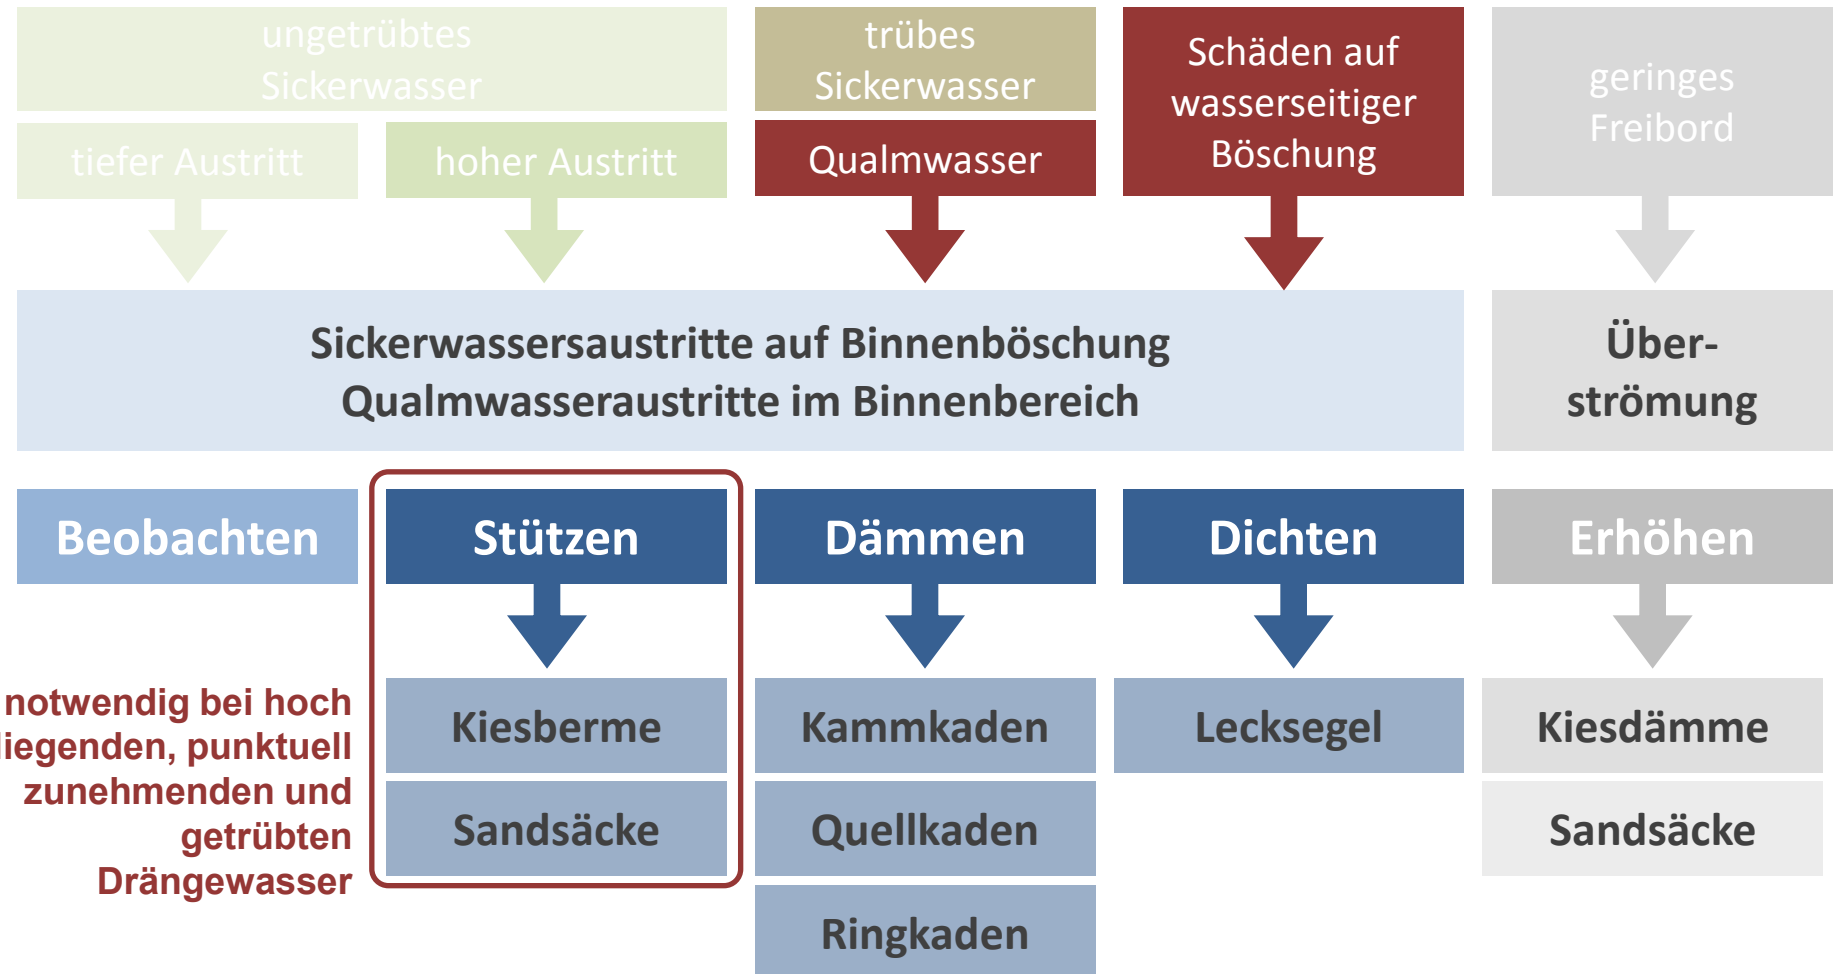 ungetrübtes
Sickerwasser
trübes
Sickerwasser
Schäden auf
wasserseitiger
Böschung
geringes
Freibord
tiefer Austritt
hoher Austritt
Qualmwasser
Sickerwassersaustritte auf Binnenböschung
Qualmwasseraustritte im Binnenbereich
Über-
strömung
Beobachten
Stützen
Dämmen
Dichten
Erhöhen
notwendig bei hoch
liegenden, punktuell
zunehmenden und
getrübten
Drängewasser
Kiesberme
Sandsäcke
Kammkaden
Quellkaden
Ringkaden
Lecksegel
Kiesdämme
Sandsäcke